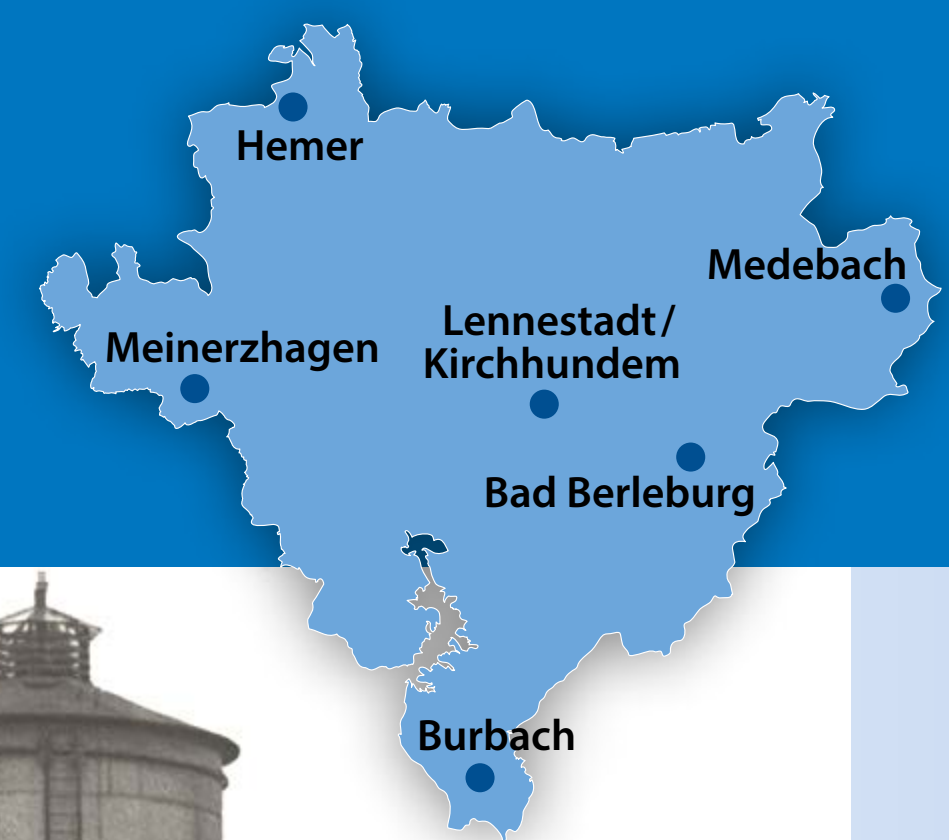 Hemer
Medebach
Lennestadt/
Kirchhundem
Meinerzhagen
Bad Berleburg
Burbach